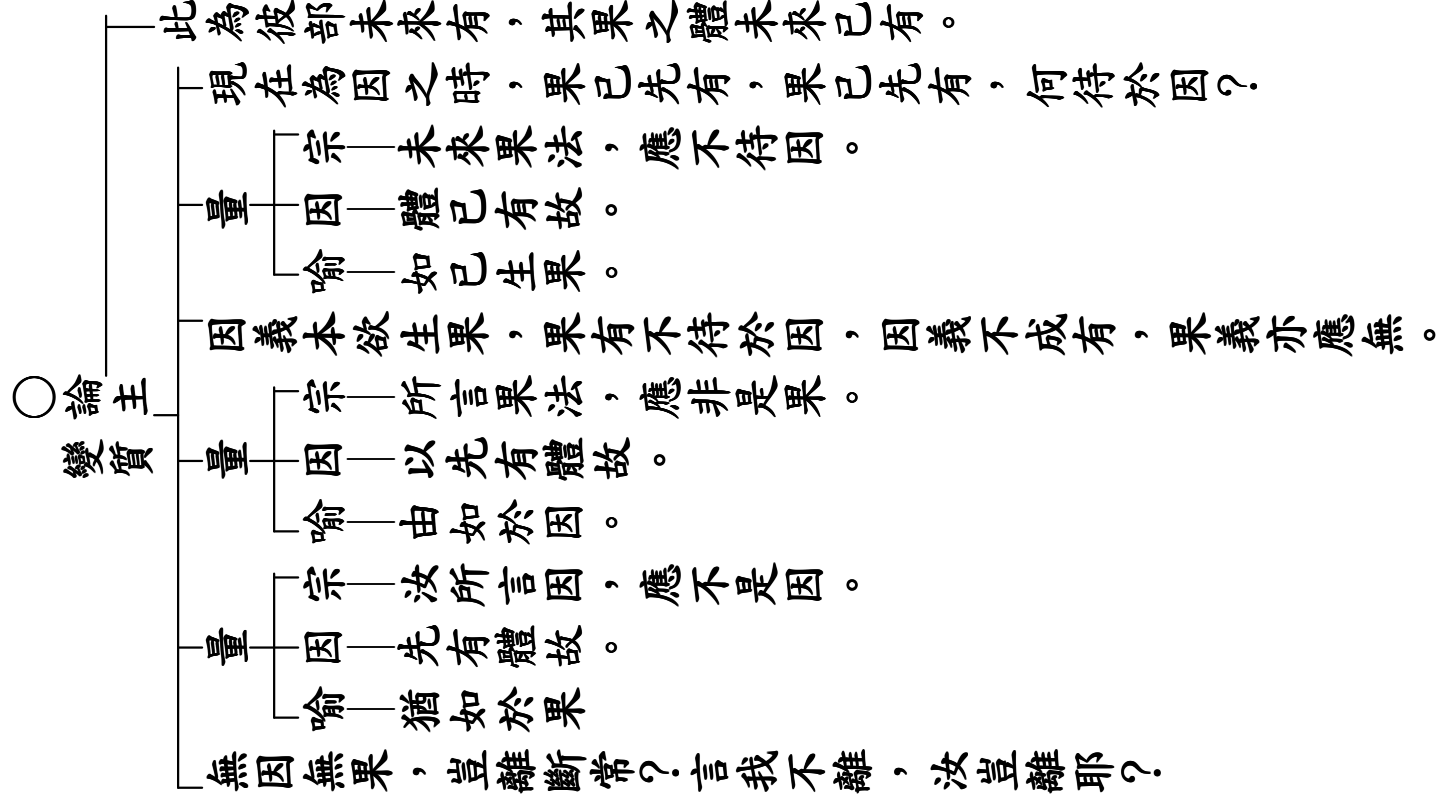 ○論主
變質
此為彼部未來有，其果之體未來已有。
現在為因之時，果已先有，果已先有，何待於因？
量
宗—未來果法，應不待因。
因—體已有故。
喻—如已生果。
因義本欲生果，果有不待於因，因義不成有，果義亦應無。
量
宗—所言果法，應非是果。
因—以先有體故。
喻—由如於因。
量
宗—汝所言因，應不是因。
因—先有體故。
喻—猶如於果
無因無果，豈離斷常？言我不離，汝豈離耶？